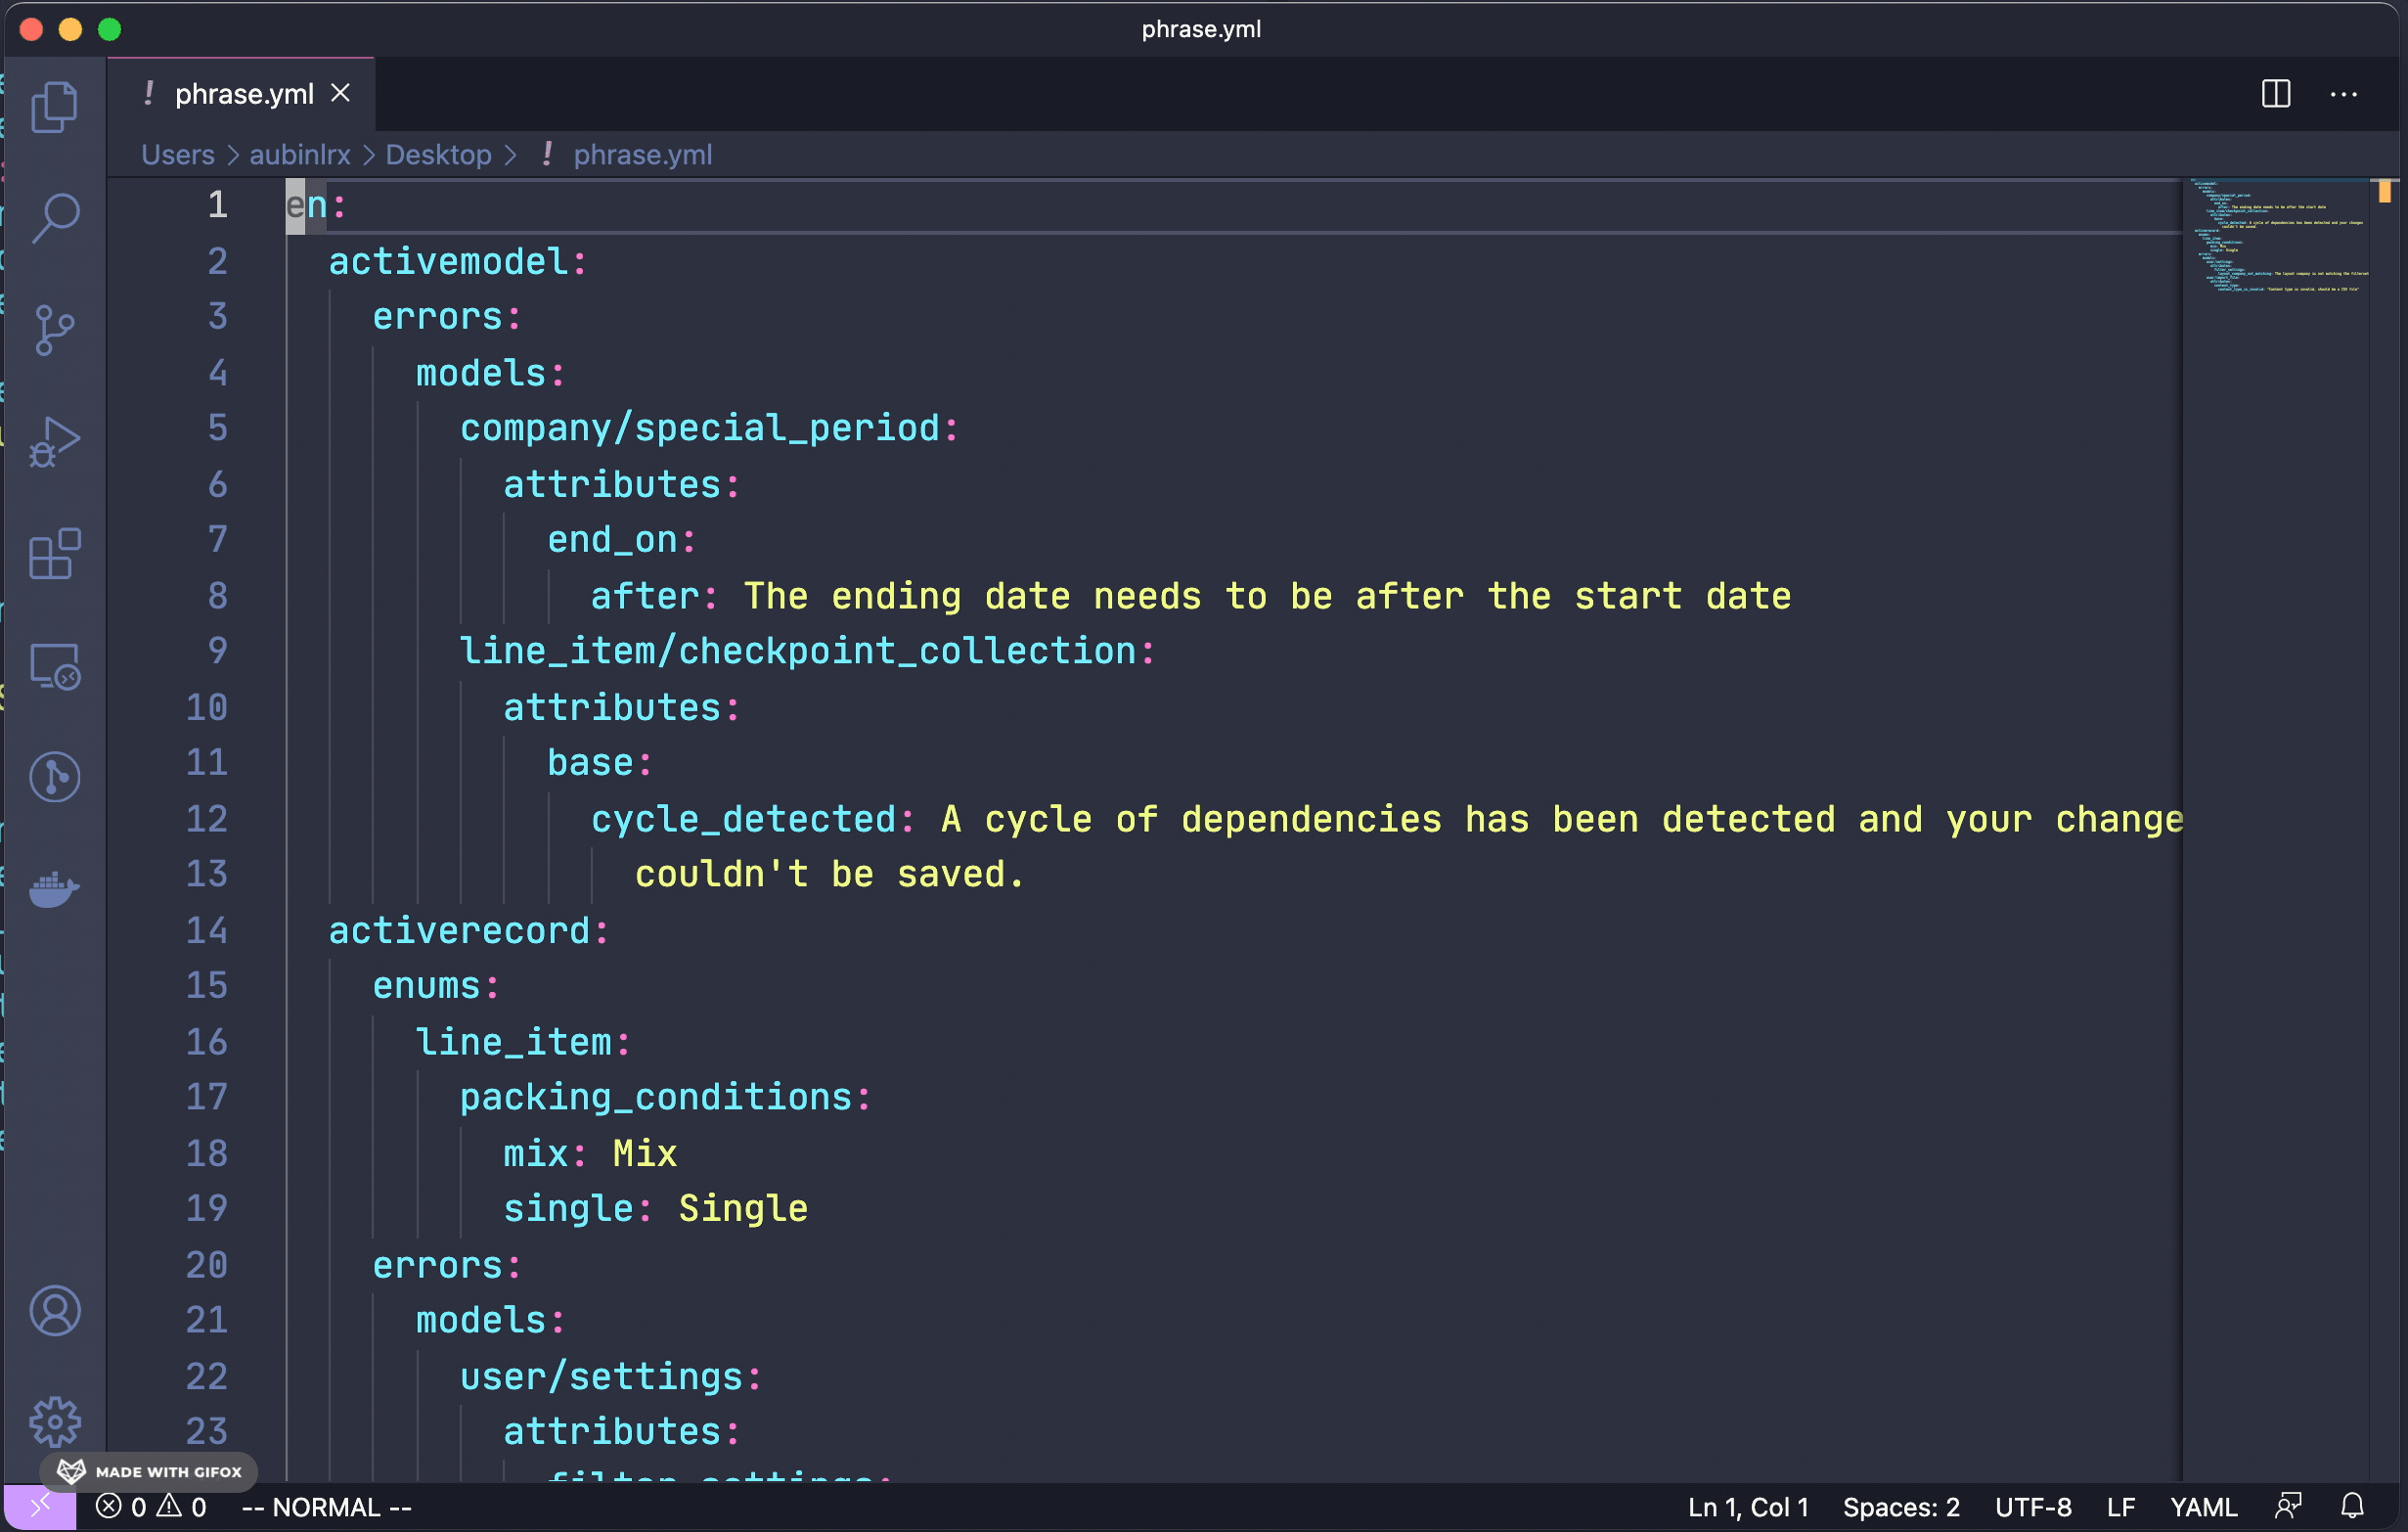 phrase.yml
! phrase.yml
Users > aubinlrx > Desktop > ! phrase.yml
1 en:
2 activemodel:
3 errors:
4 models:
5 company/special_period:
6 attributes:
7 end_on:
8 after: The ending date needs to be after the start date
9 line_item/checkpoint_collection:
10 attributes:
11 base:
12 cycle_detected: A cycle of dependencies has been detected and your change
13 couldn't be saved.
14 activerecord:
15 enums:
16 line_item:
17 packing_conditions:
18 mix: Mix
19 single: Single
20 errors:
21 models:
22 user/settings:
23 attributes:
filter_settings:
MADE WITH GIFOX
0 0 -- NORMAL -- Ln 1, Col 1 Spaces: 2 UTF-8 LF YAML